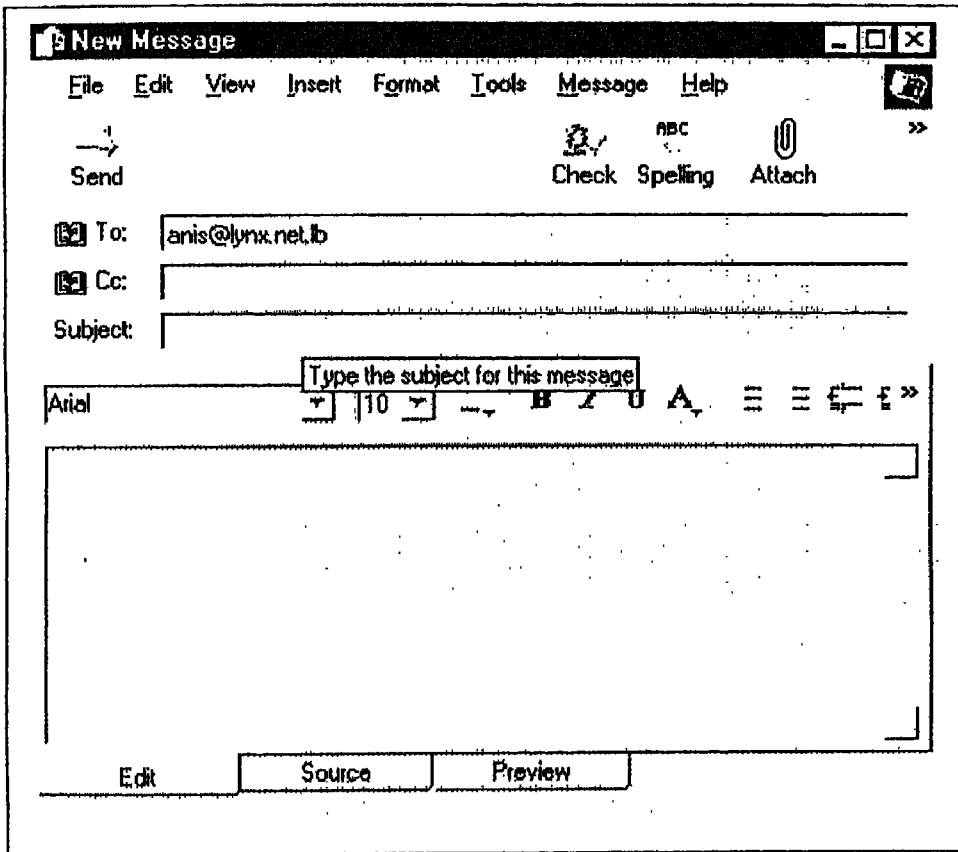 New Message
File Edit View Insert Format Tools Message Help
ABC
»
Send Check Spelling Attach
To: anis@lynx.net.lb
Cc:
Subject:
Type the subject for this message
Arial 10 B I U A »
Edit Source Preview